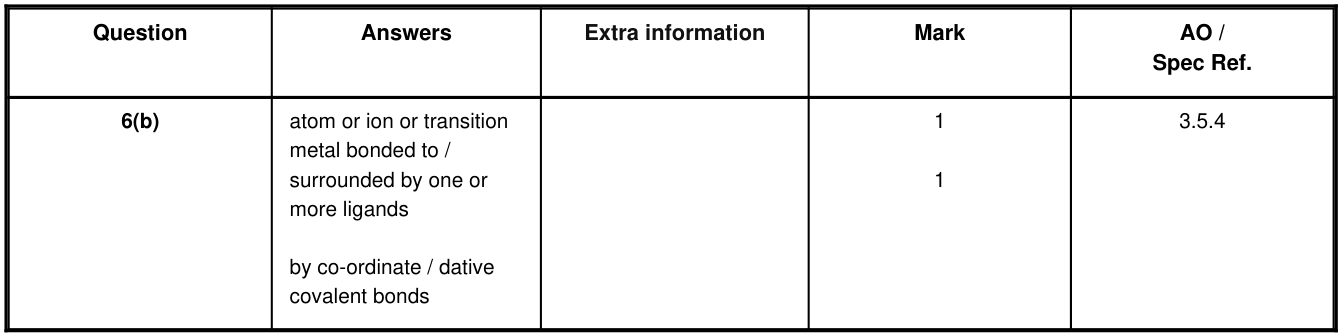 Question Answers Extra information Mark AO /
Spec Ref.
6(b) atom or ion or transition 1 3.5.4
metal bonded to /
surrounded by one or 1
more ligands
by co-ordinate / dative
covalent bonds